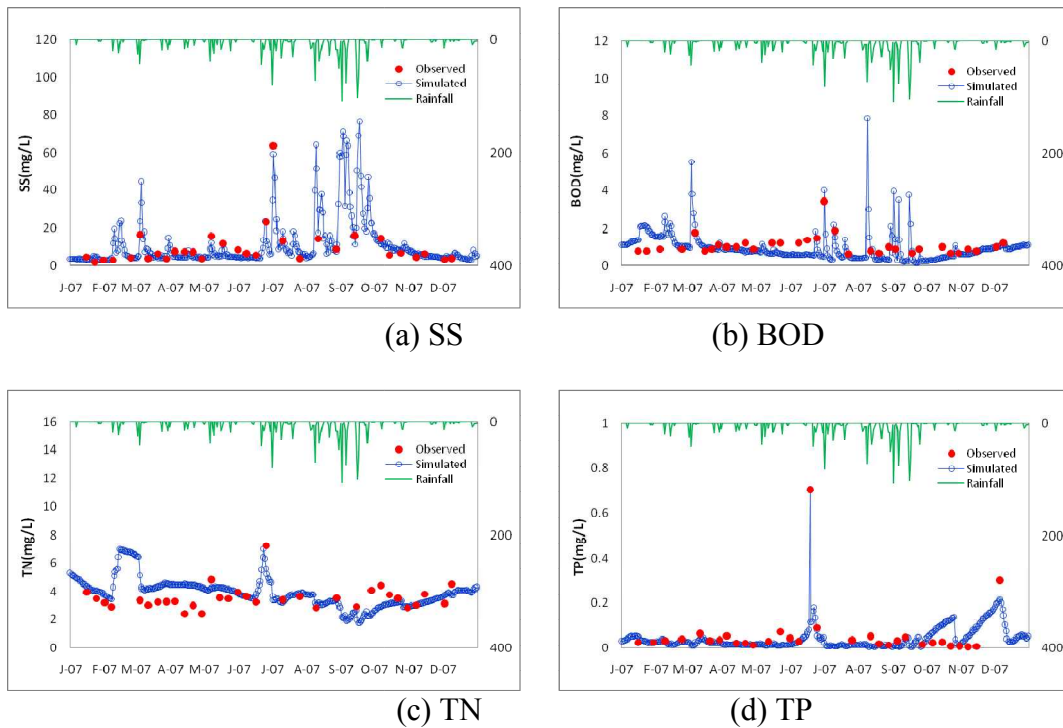 120
100
80
60
40
20
0
SS(mg/L)
0
200
400
Observed
Simulated
Rainfall
J-07 F-07 M-07 A-07 M-07 J-07 J-07 A-07 S-07 O-07 N-07 D-07
(a) SS
12
10
8
6
4
2
0
BOD(mg/L)
0
200
400
Observed
Simulated
Rainfall
J-07 F-07 M-07 A-07 M-07 J-07 J-07 A-07 S-07 O-07 N-07 D-07
(b) BOD
16
14
12
10
8
6
4
2
0
TN(mg/L)
0
200
400
Observed
Simulated
Rainfall
J-07 F-07 M-07 A-07 M-07 J-07 J-07 A-07 S-07 O-07 N-07 D-07
(c) TN
1
0.8
0.6
0.4
0.2
0
TP(mg/L)
0
200
400
Observed
Simulated
Rainfall
J-07 F-07 M-07 A-07 M-07 J-07 J-07 A-07 S-07 O-07 N-07 D-07
(d) TP